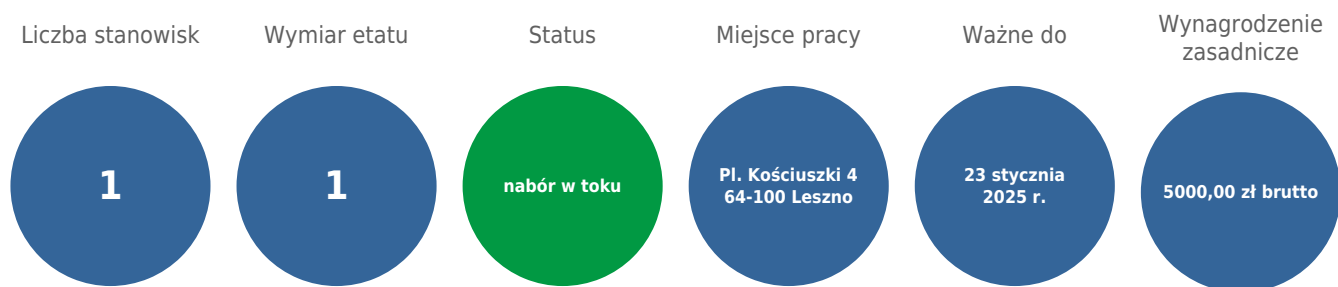 Liczba stanowisk
1
Wymiar etatu
1
Status
nabór w toku
Miejsce pracy
Pl. Kościuszki 4
64-100 Leszno
Ważne do
23 stycznia
2025 r.
Wynagrodzenie
zasadnicze
5000,00 zł brutto